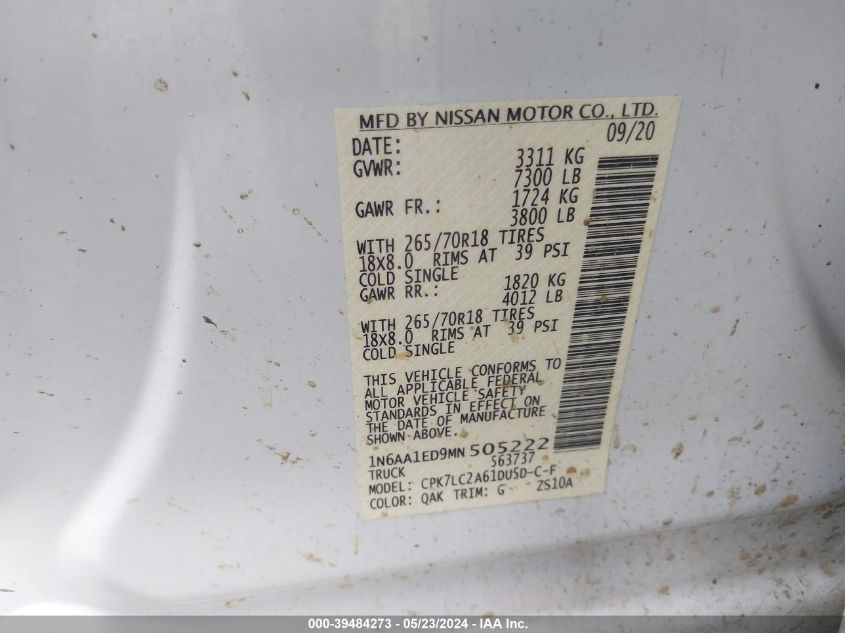 MFD BY NISSAN MOTOR CO., LTD.
DATE: 09/20
GVWR: 3311 KG
7300 LB
GAWR FR.: 1724 KG
3800 LB
WITH 265/70R18 TIRES
18X8.0 RIMS AT 39 PSI
COLD SINGLE
GAWR RR.: 1820 KG
4012 LB
WITH 265/70R18 TIRES
18X8.0 RIMS AT 39 PSI
COLD SINGLE
THIS VEHICLE CONFORMS TO
ALL APPLICABLE FEDERAL
MOTOR VEHICLE SAFETY
STANDARDS IN EFFECT ON
THE DATE OF MANUFACTURE
SHOWN ABOVE.
1N6AA1ED9MN 505222
TRUCK 563737
MODEL: CPK7LC2A61DU5D-C-F
COLOR: QAK TRIM: G ZS10A
000-39484273 - 05/23/2024 - IAA Inc.